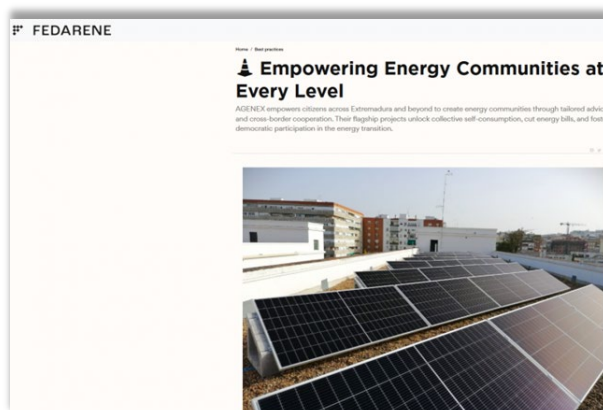 FEDARENE
Home / Best practices
Empowering Energy Communities at
Every Level
AGENEX empowers citizens across Extremadura and beyond to create energy communities through tailored advic
and cross-border cooperation. Their flagship projects unlock collective self-consumption, cut energy bills, and fost
democratic participation in the energy transition.